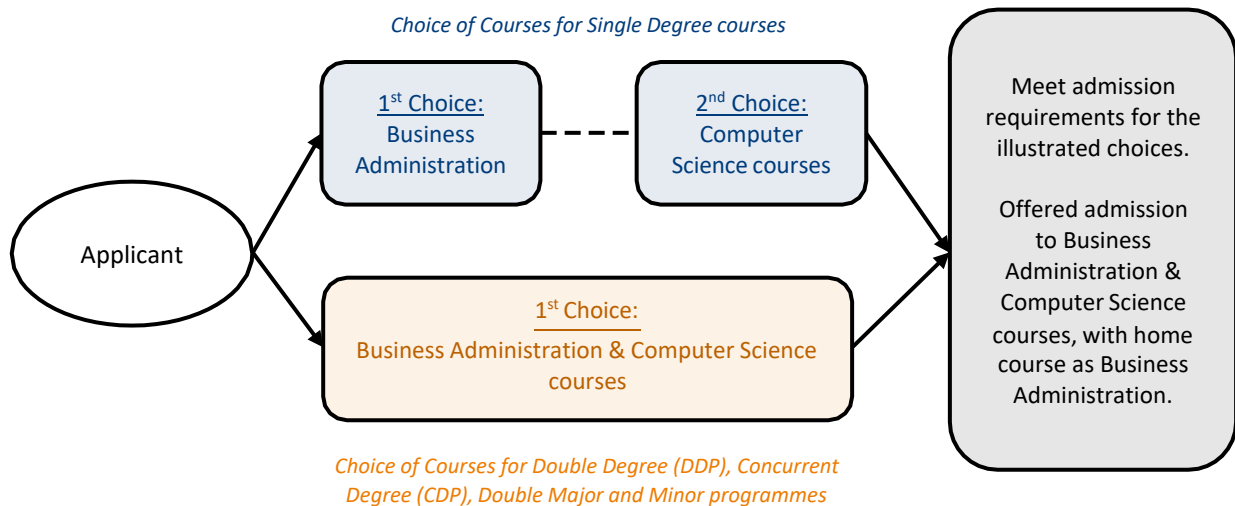 Choice of Courses for Single Degree courses
1st Choice:
Business
Administration
2nd Choice:
Computer
Science courses
Applicant
1st Choice:
Business Administration & Computer Science
courses
Choice of Courses for Double Degree (DDP), Concurrent
Degree (CDP), Double Major and Minor programmes
Meet admission
requirements for the
illustrated choices.
Offered admission
to Business
Administration &
Computer Science
courses, with home
course as Business
Administration.